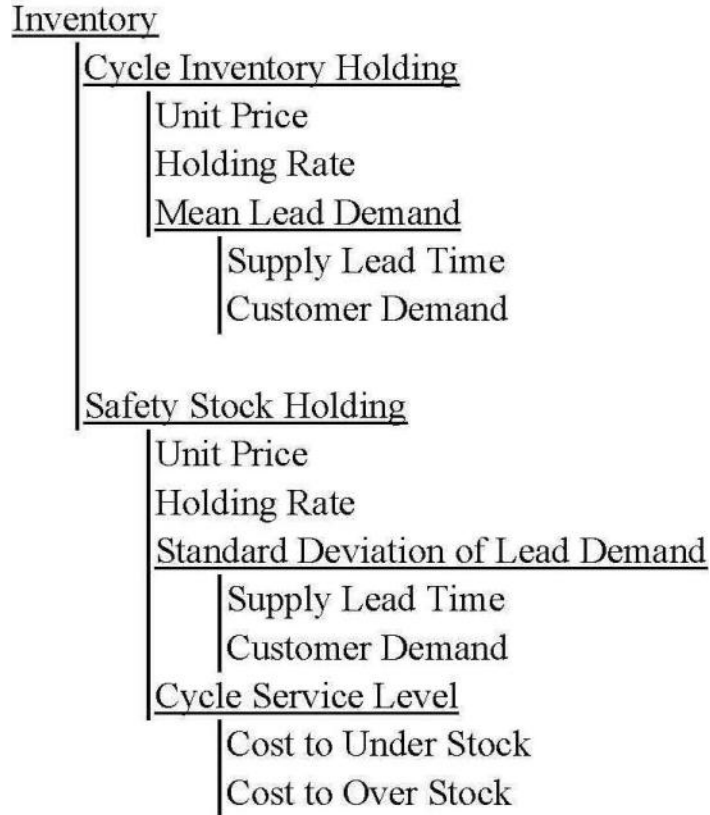 Inventory
Cycle Inventory Holding
Unit Price
Holding Rate
Mean Lead Demand
Supply Lead Time
Customer Demand
Safety Stock Holding
Unit Price
Holding Rate
Standard Deviation of Lead Demand
Supply Lead Time
Customer Demand
Cycle Service Level
Cost to Under Stock
Cost to Over Stock